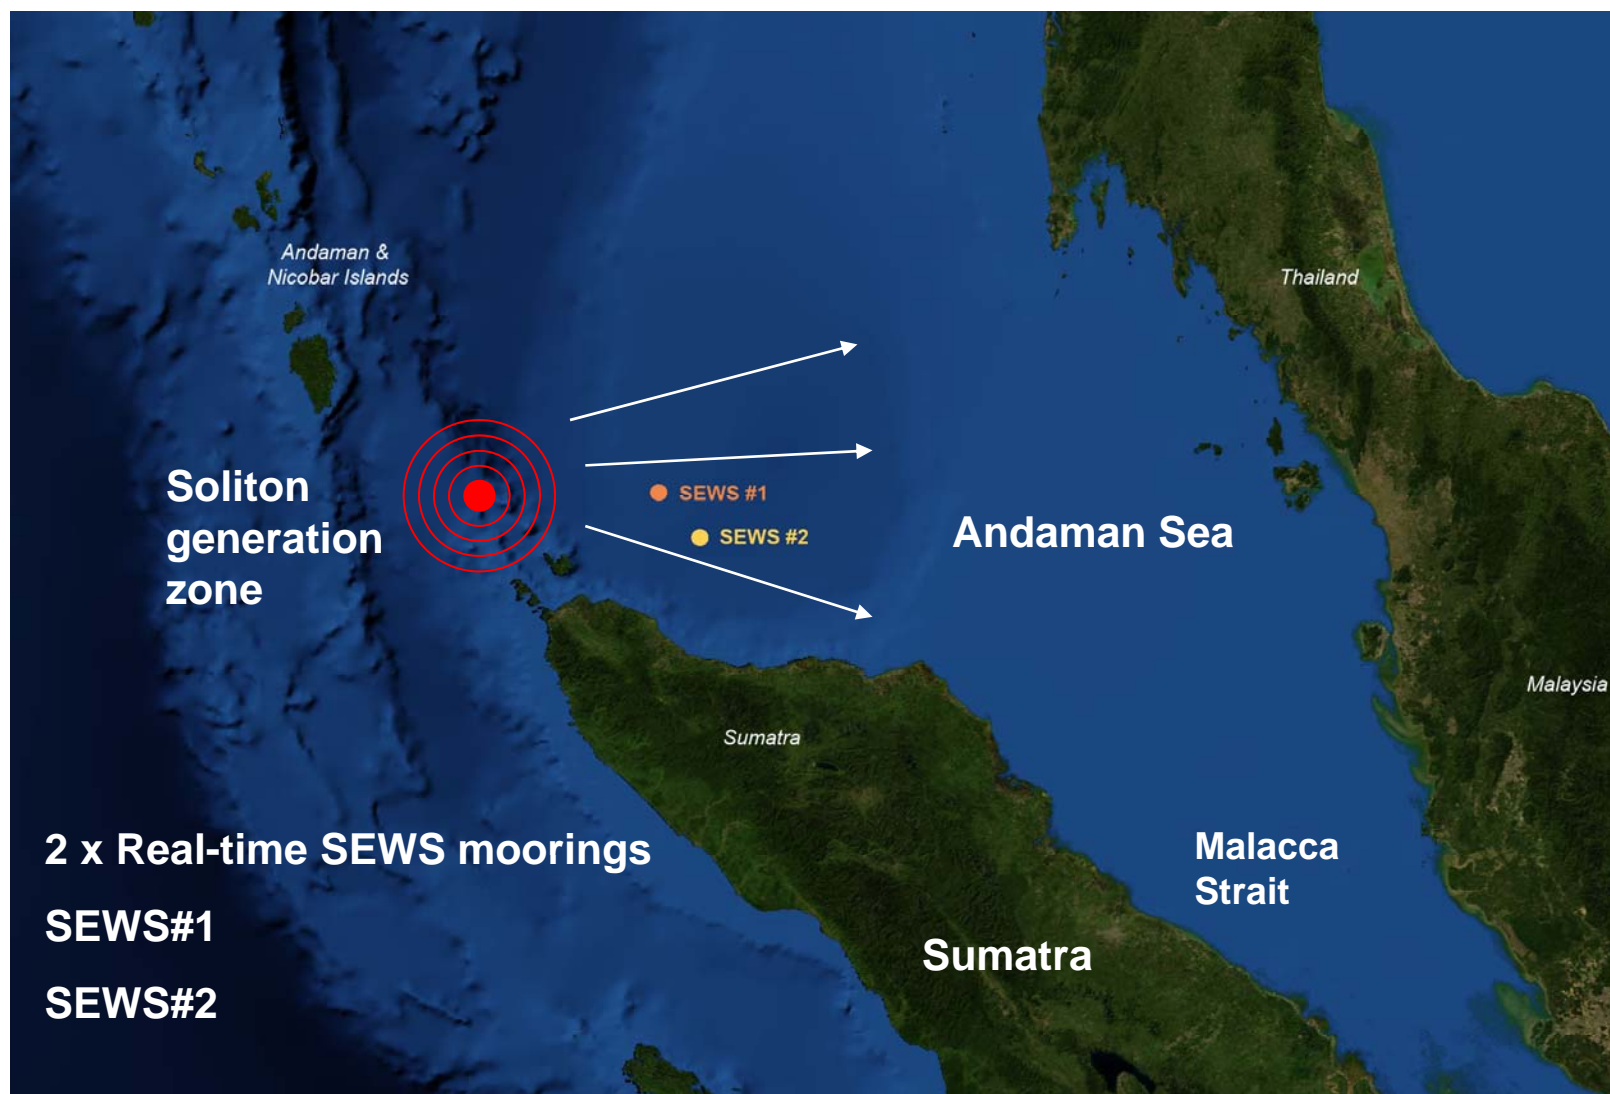 Andaman &
Nicobar Islands
Thailand
Soliton
generation
zone
SEWS #1
SEWS #2
Andaman Sea
Malaysia
Sumatra
2 x Real-time SEWS moorings
SEWS#1
SEWS#2
Malacca
Strait
Sumatra